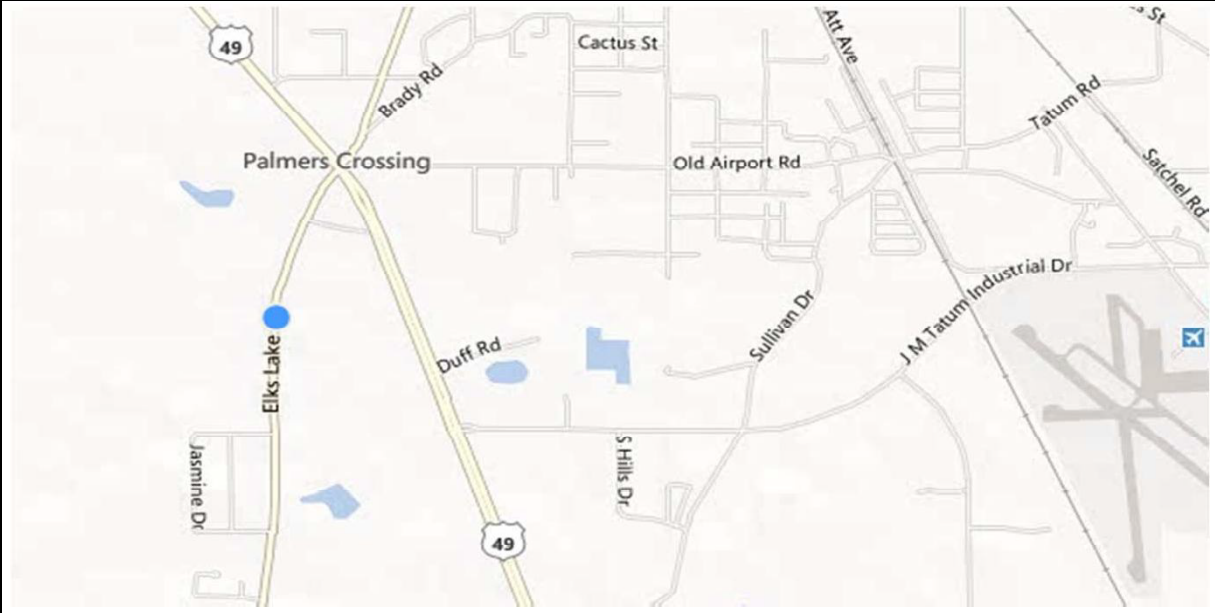 49
Cactus St
Att Ave
Brady Rd
Tatum Rd
Palmers Crossing
Old Airport Rd
Satchel Rd
J M Tatum Industrial Dr
Sullivan Dr
Duff Rd
Elks Lake
Jasmine Dr
S Hills Dr
49